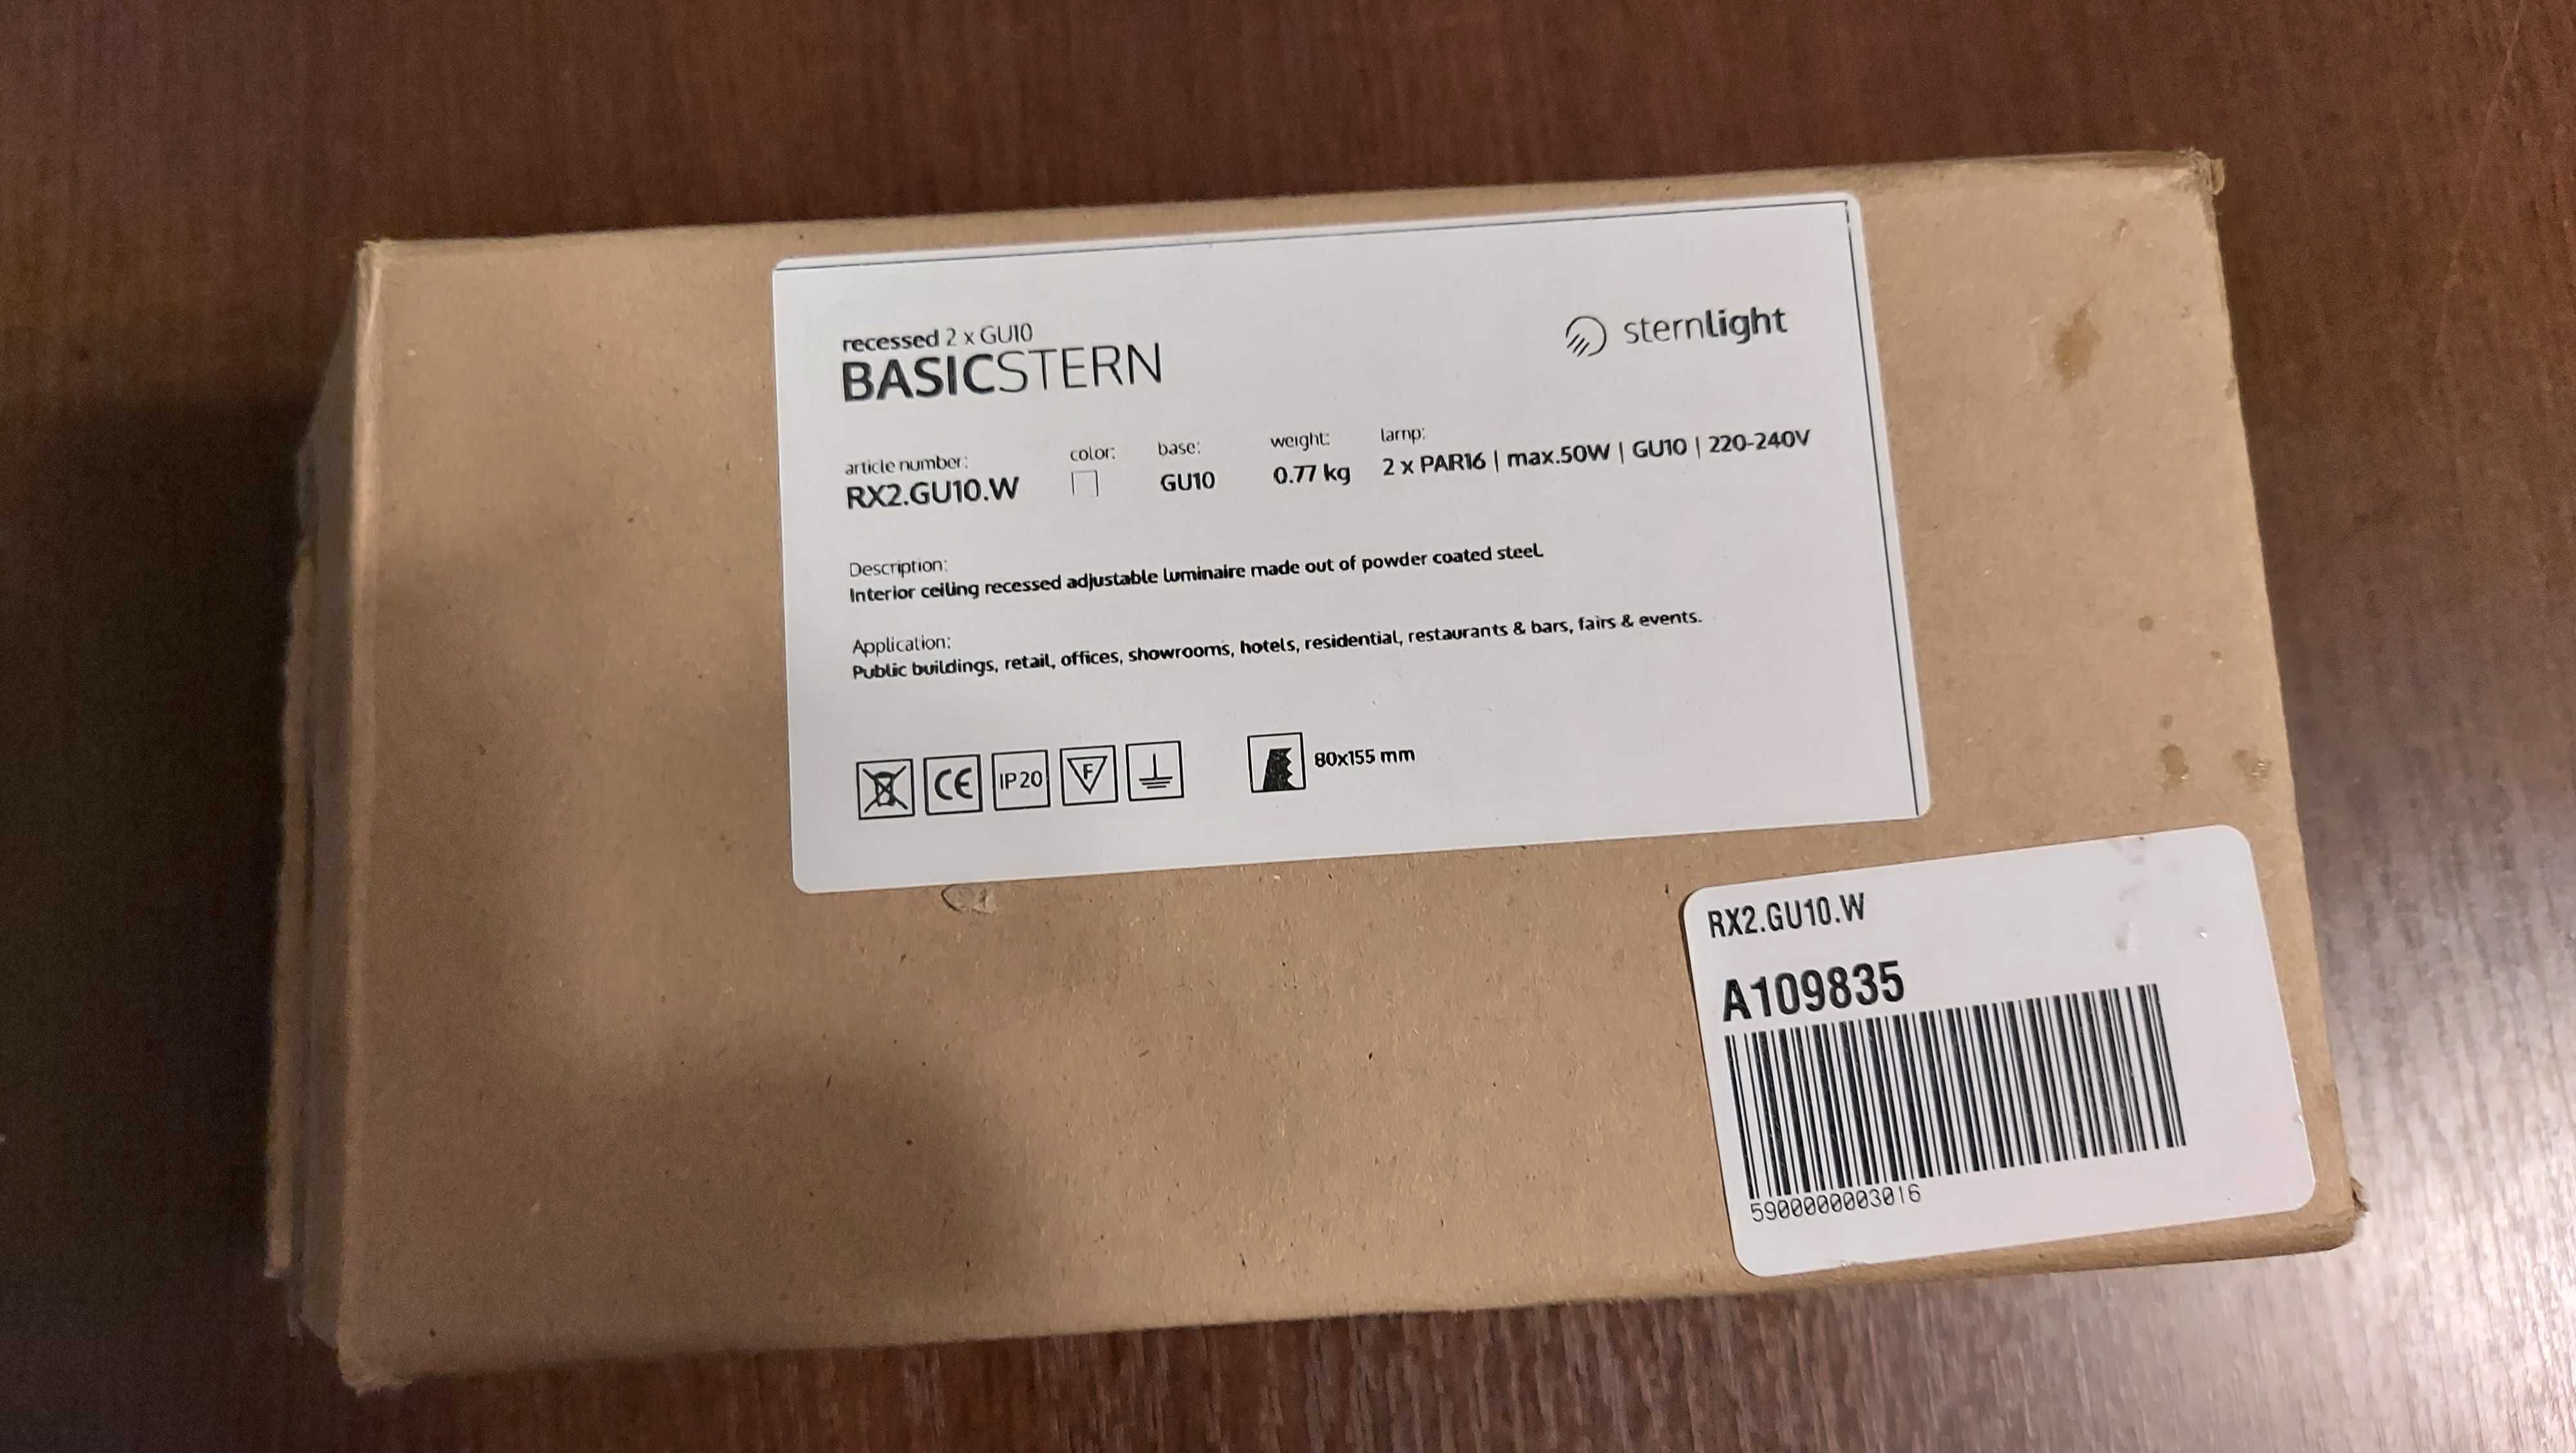 recessed 2 x GU10
BASICSTERN
sternlight
article number:
RX2.GU10.W
color:
base:
GU10
weight:
0.77 kg
lamp:
2 x PAR16 | max.50W | GU10 | 220-240V
Description:
Interior ceiling recessed adjustable luminaire made out of powder coated steel.
Application:
Public buildings, retail, offices, showrooms, hotels, residential, restaurants & bars, fairs & events.
CE
IP20
F
80x155 mm
RX2.GU10.W
A109835
5900000003016